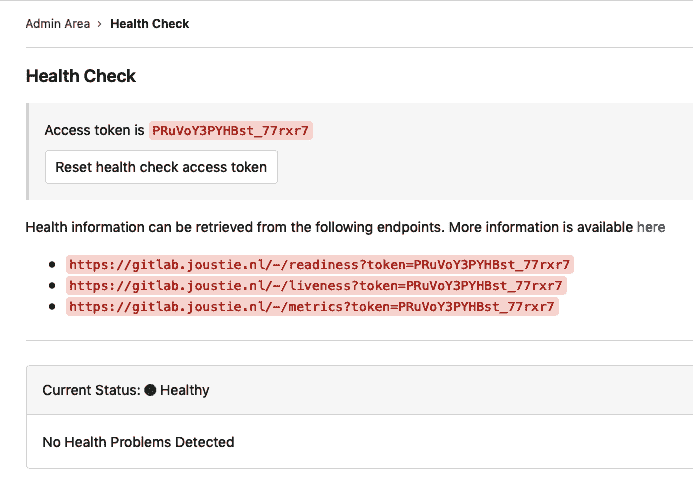 Admin Area › Health Check
Health Check
Access token is PRuVoY3PYHBst_77rxr7
Reset health check access token
Health information can be retrieved from the following endpoints. More information is available here
• https://gitlab.joustie.nl/-/readiness?token=PRuVoY3PYHBst_77rxr7
• https://gitlab.joustie.nl/-/liveness?token=PRuVoY3PYHBst_77rxr7
• https://gitlab.joustie.nl/-/metrics?token=PRuVoY3PYHBst_77rxr7
Current Status: Healthy
No Health Problems Detected